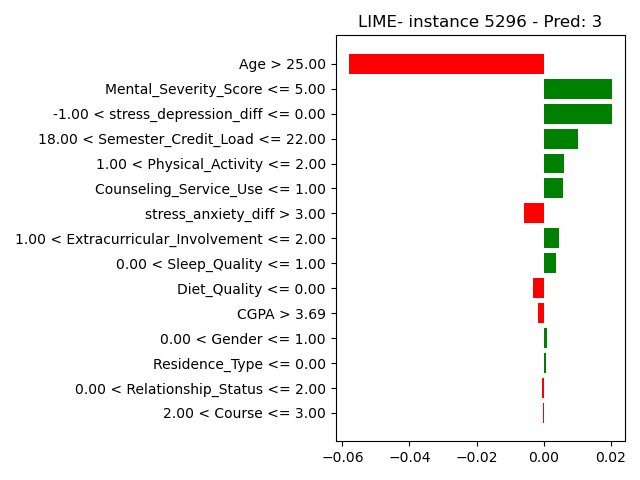 LIME- instance 5296 - Pred: 3
Age > 25.00
Mental_Severity_Score <= 5.00
-1.00 < stress_depression_diff <= 0.00
18.00 < Semester_Credit_Load <= 22.00
1.00 < Physical_Activity <= 2.00
Counseling_Service_Use <= 1.00
stress_anxiety_diff > 3.00
1.00 < Extracurricular_Involvement <= 2.00
0.00 < Sleep_Quality <= 1.00
Diet_Quality <= 0.00
CGPA > 3.69
0.00 < Gender <= 1.00
Residence_Type <= 0.00
0.00 < Relationship_Status <= 2.00
2.00 < Course <= 3.00
−0.06 −0.04 −0.02 0.00 0.02